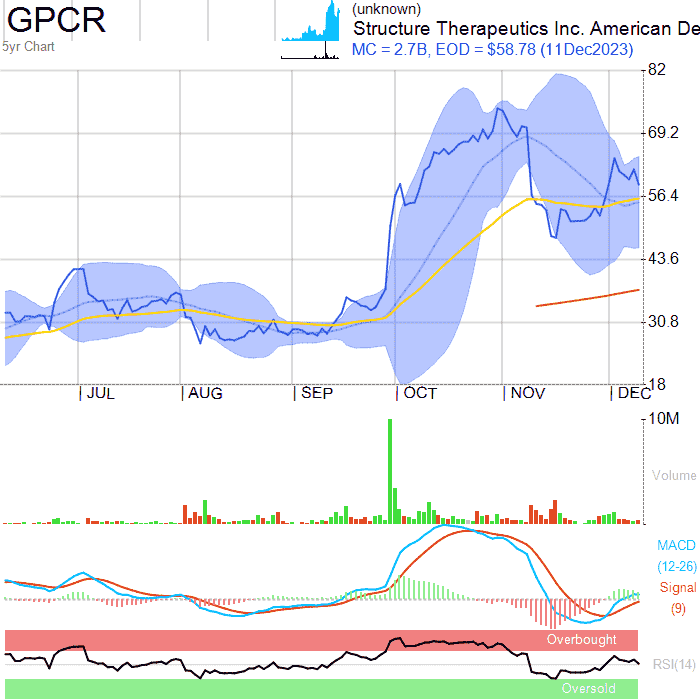 GPCR
5yr Chart
(unknown)
Structure Therapeutics Inc. American De
MC = 2.7B, EOD = $58.78 (11Dec2023)
82
69.2
56.4
43.6
30.8
18
JUL AUG SEP OCT NOV DEC
10M
Volume
MACD
(12-26)
Signal
(9)
Overbought
RSI(14)
Oversold